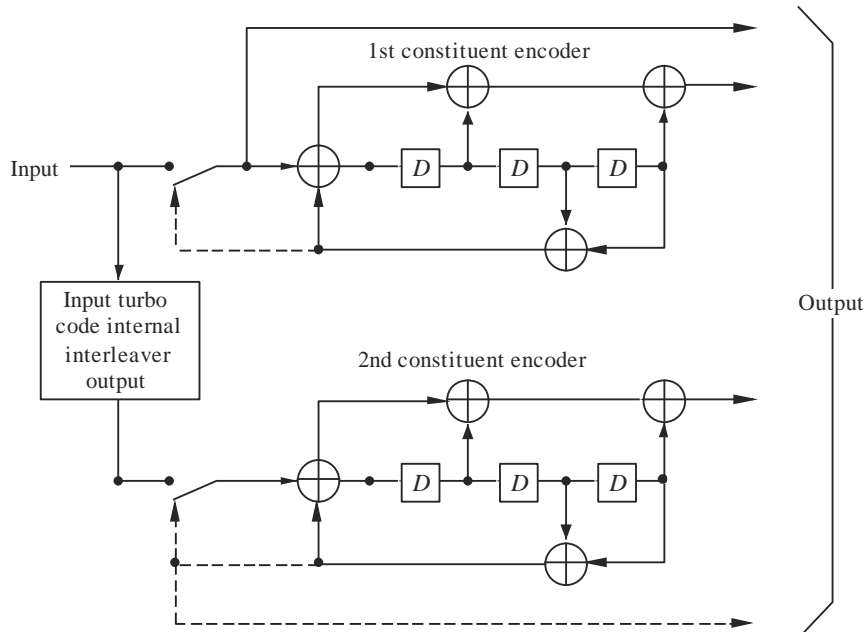 1st constituent encoder
Input
D
D
D
Input turbo
code internal
interleaver
output
Output
2nd constituent encoder
D
D
D